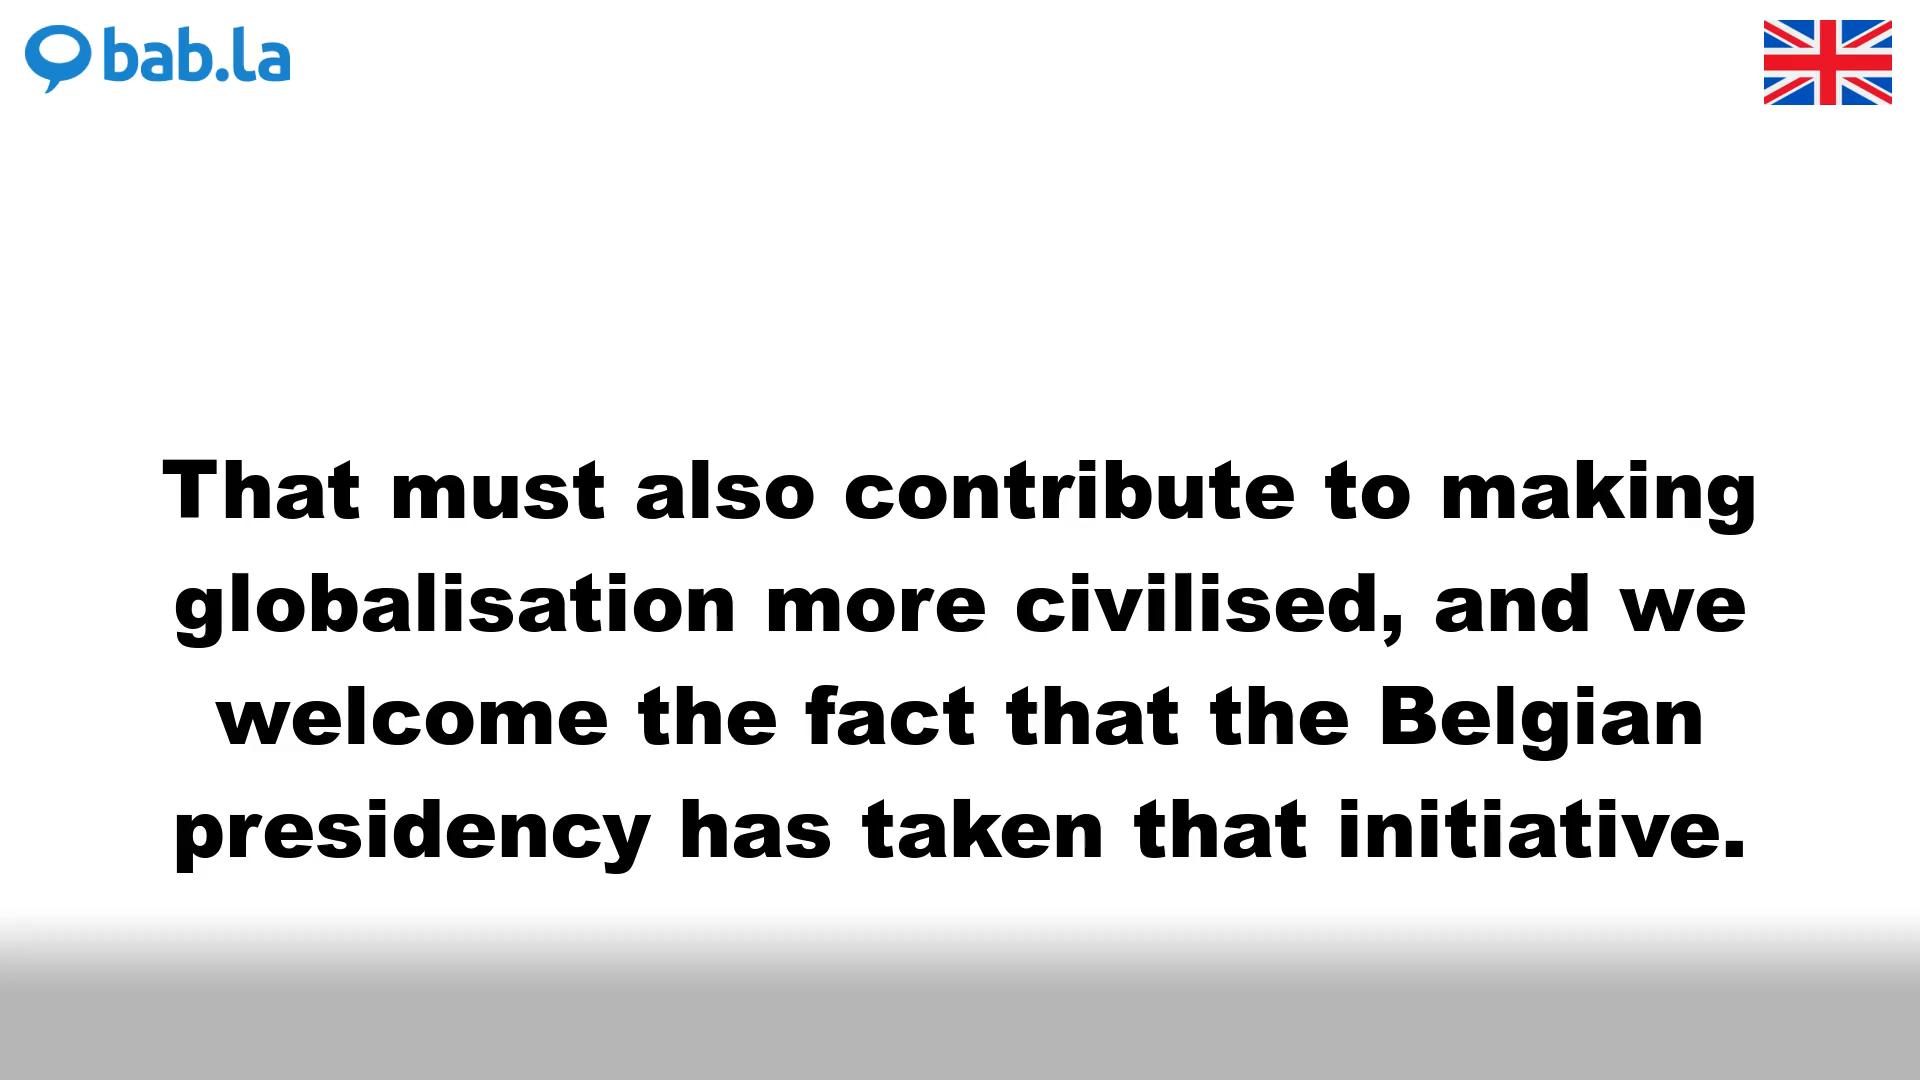 bab.la
That must also contribute to making
globalisation more civilised, and we
welcome the fact that the Belgian
presidency has taken that initiative.